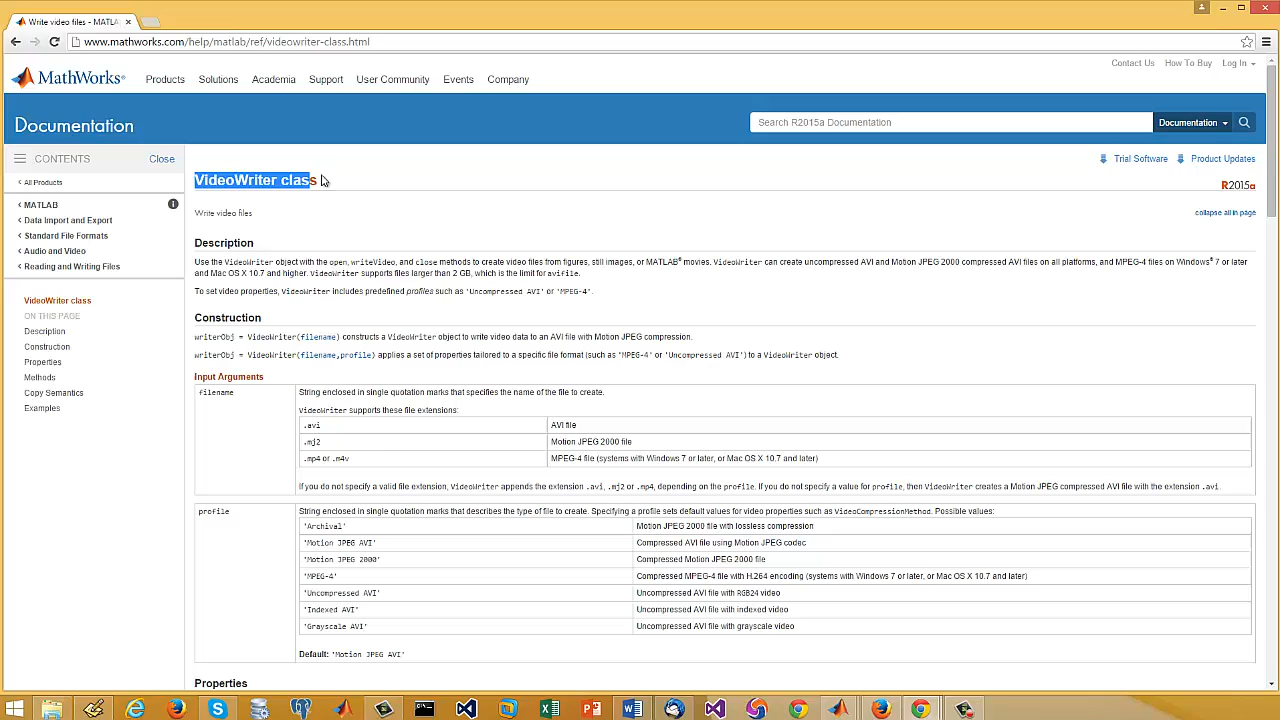 Write video files - MATLA
www.mathworks.com/help/matlab/ref/videowriter-class.html
Contact Us How To Buy Log In
MathWorks® Products Solutions Academia Support User Community Events Company
Documentation
Search R2015a Documentation
Documentation
CONTENTS Close
< All Products
< MATLAB
< Data Import and Export
< Standard File Formats
< Audio and Video
< Reading and Writing Files
VideoWriter class
ON THIS PAGE
Description
Construction
Properties
Methods
Copy Semantics
Examples
Trial Software Product Updates
VideoWriter class
R2015a
Write video files
collapse all in page
Description
Use the VideoWriter object with the open, writeVideo, and close methods to create video files from figures, still images, or MATLAB® movies. VideoWriter can create uncompressed AVI and Motion JPEG 2000 compressed AVI files on all platforms, and MPEG-4 files on Windows® 7 or later
and Mac OS X 10.7 and higher. VideoWriter supports files larger than 2 GB, which is the limit for avifile.
To set video properties, VideoWriter includes predefined profiles such as 'Uncompressed AVI' or 'MPEG-4'.
Construction
writerObj = VideoWriter(filename) constructs a VideoWriter object to write video data to an AVI file with Motion JPEG compression.
writerObj = VideoWriter(filename,profile) applies a set of properties tailored to a specific file format (such as 'MPEG-4' or 'Uncompressed AVI') to a VideoWriter object.
Input Arguments
filename String enclosed in single quotation marks that specifies the name of the file to create.
VideoWriter supports these file extensions:
.avi AVI file
.mj2 Motion JPEG 2000 file
.mp4 or .m4v MPEG-4 file (systems with Windows 7 or later, or Mac OS X 10.7 and later)
If you do not specify a valid file extension, VideoWriter appends the extension .avi, .mj2 or .mp4, depending on the profile. If you do not specify a value for profile, then VideoWriter creates a Motion JPEG compressed AVI file with the extension .avi.
profile String enclosed in single quotation marks that describes the type of file to create. Specifying a profile sets default values for video properties such as VideoCompressionMethod. Possible values:
'Archival' Motion JPEG 2000 file with lossless compression
'Motion JPEG AVI' Compressed AVI file using Motion JPEG codec
'Motion JPEG 2000' Compressed Motion JPEG 2000 file
'MPEG-4' Compressed MPEG-4 file with H.264 encoding (systems with Windows 7 or later, or Mac OS X 10.7 and later)
'Uncompressed AVI' Uncompressed AVI file with RGB24 video
'Indexed AVI' Uncompressed AVI file with indexed video
'Grayscale AVI' Uncompressed AVI file with grayscale video
Default: 'Motion JPEG AVI'
Properties